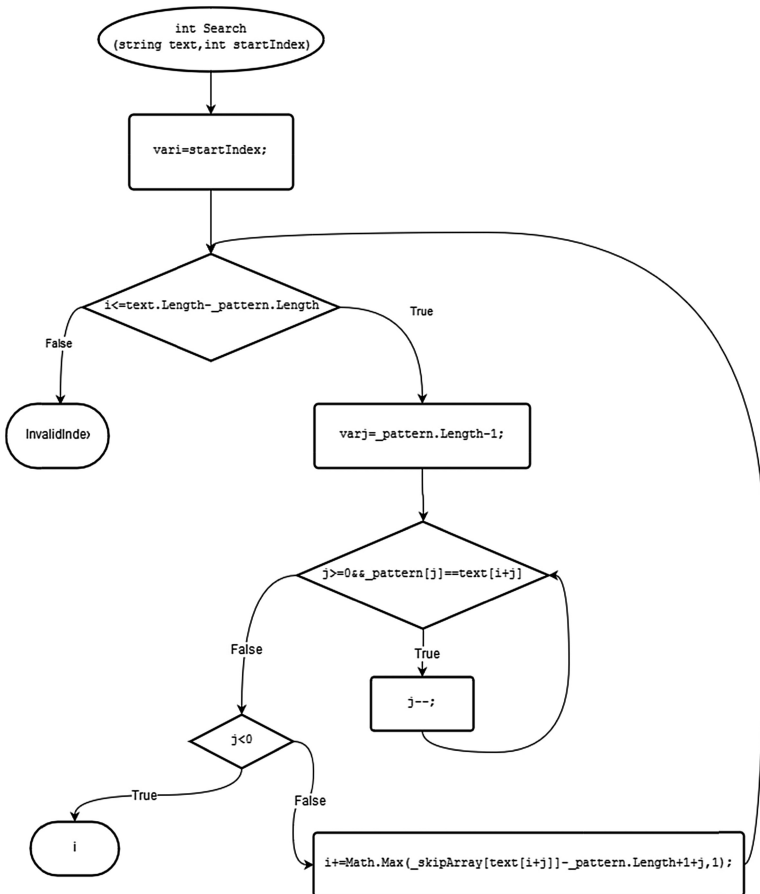 int Search
(string text,int startIndex)
vari=startIndex;
i<=text.Length-_pattern.Length
True
False
InvalidIndex
varj=_pattern.Length-1;
j>=0&&_pattern[j]==text[i+j]
False
True
j--;
j<0
True
False
i
i+=Math.Max(_skipArray[text[i+j]]-_pattern.Length+1+j,1);